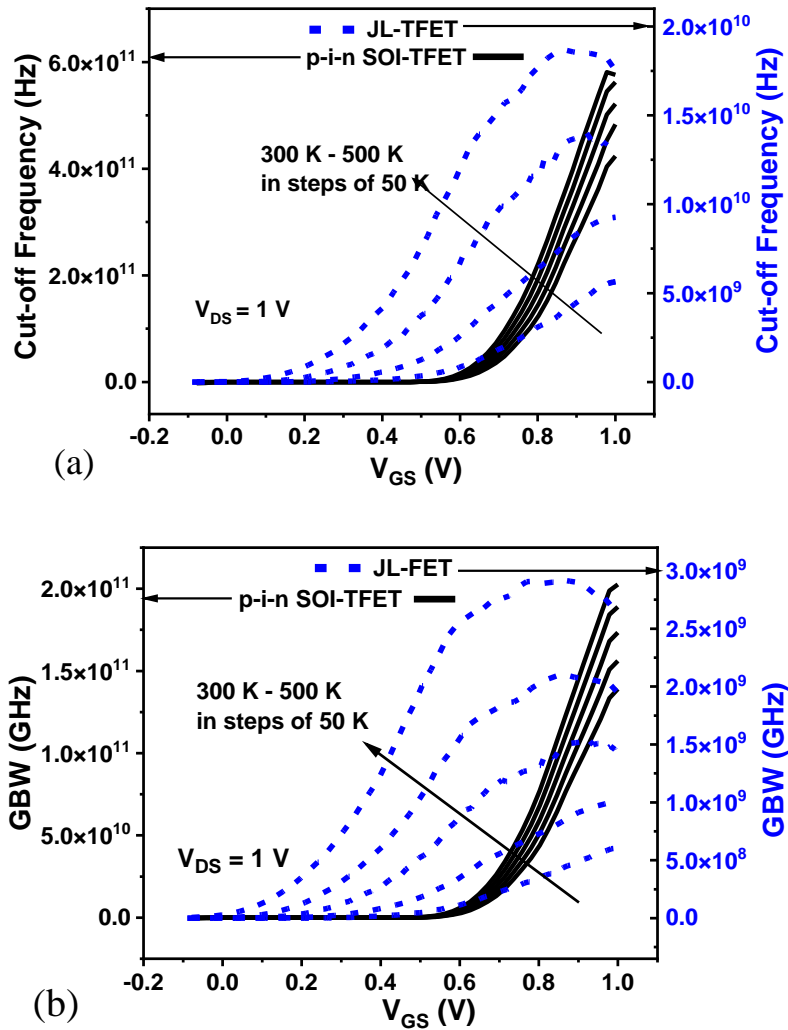 JL-TFET
p-i-n SOI-TFET
300 K - 500 K
in steps of 50 K
V_DS = 1 V
Cut-off Frequency (Hz)
6.0×10¹¹
4.0×10¹¹
2.0×10¹¹
0.0
Cut-off Frequency (Hz)
2.0×10¹⁰
1.5×10¹⁰
1.0×10¹⁰
5.0×10⁹
0.0
-0.2 0.0 0.2 0.4 0.6 0.8 1.0
V_GS (V)
(a)
JL-FET
p-i-n SOI-TFET
300 K - 500 K
in steps of 50 K
V_DS = 1 V
GBW (GHz)
2.0×10¹¹
1.5×10¹¹
1.0×10¹¹
5.0×10¹⁰
0.0
GBW (GHz)
3.0×10⁹
2.5×10⁹
2.0×10⁹
1.5×10⁹
1.0×10⁹
5.0×10⁸
0.0
-0.2 0.0 0.2 0.4 0.6 0.8 1.0
V_GS (V)
(b)